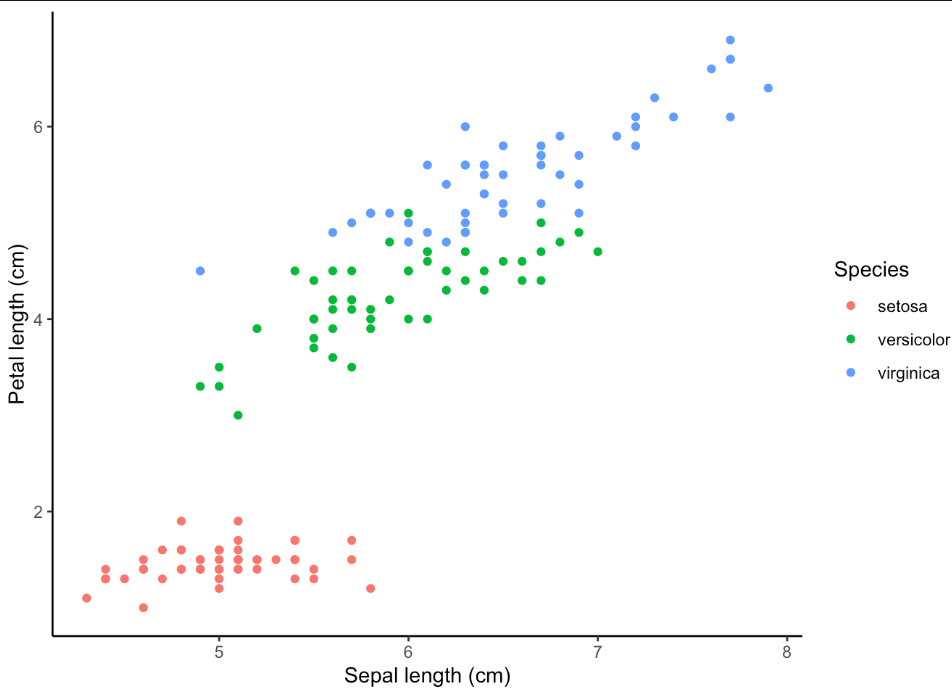 6
4
2
Petal length (cm)
5 6 7 8
Sepal length (cm)
Species
setosa
versicolor
virginica